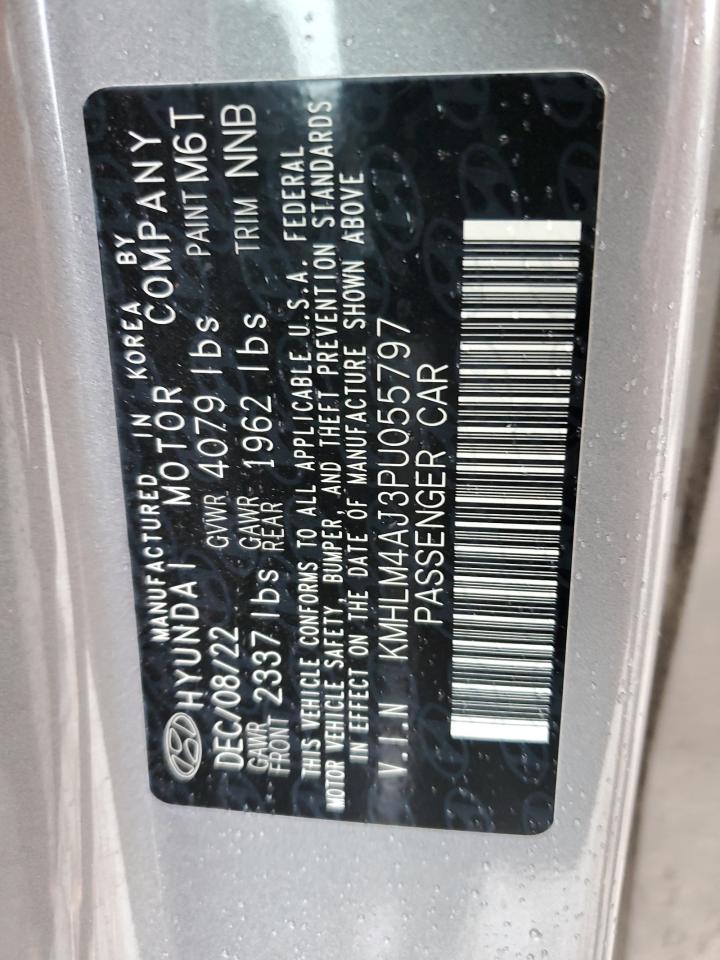 MANUFACTURED IN KOREA BY
HYUNDAI MOTOR COMPANY
DEC/08/22 GVWR 4079 lbs PAINT M6T
GAWR FRONT 2337 lbs GAWR REAR 1962 lbs TRIM NNB
THIS VEHICLE CONFORMS TO ALL APPLICABLE U.S.A. FEDERAL
MOTOR VEHICLE SAFETY, BUMPER, AND THEFT PREVENTION STANDARDS
IN EFFECT ON THE DATE OF MANUFACTURE SHOWN ABOVE
V.I.N KMHLM4AJ3PU055797
PASSENGER CAR